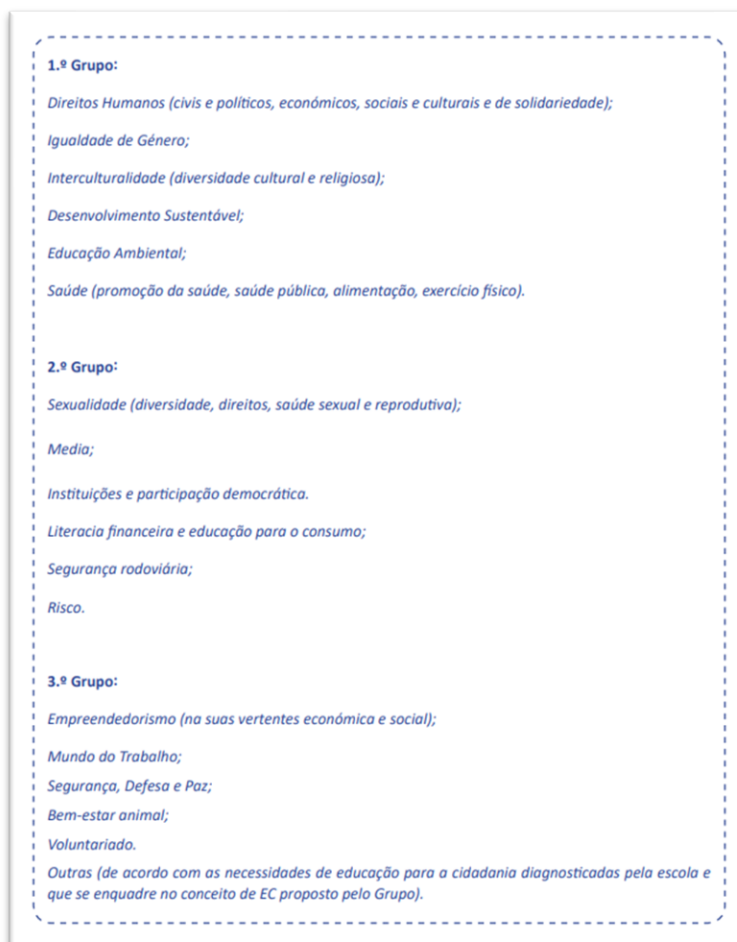 1.º Grupo:
Direitos Humanos (civis e políticos, económicos, sociais e culturais e de solidariedade);
Igualdade de Género;
Interculturalidade (diversidade cultural e religiosa);
Desenvolvimento Sustentável;
Educação Ambiental;
Saúde (promoção da saúde, saúde pública, alimentação, exercício físico).
2.º Grupo:
Sexualidade (diversidade, direitos, saúde sexual e reprodutiva);
Media;
Instituições e participação democrática.
Literacia financeira e educação para o consumo;
Segurança rodoviária;
Risco.
3.º Grupo:
Empreendedorismo (na suas vertentes económica e social);
Mundo do Trabalho;
Segurança, Defesa e Paz;
Bem-estar animal;
Voluntariado.
Outras (de acordo com as necessidades de educação para a cidadania diagnosticadas pela escola e
que se enquadre no conceito de EC proposto pelo Grupo).